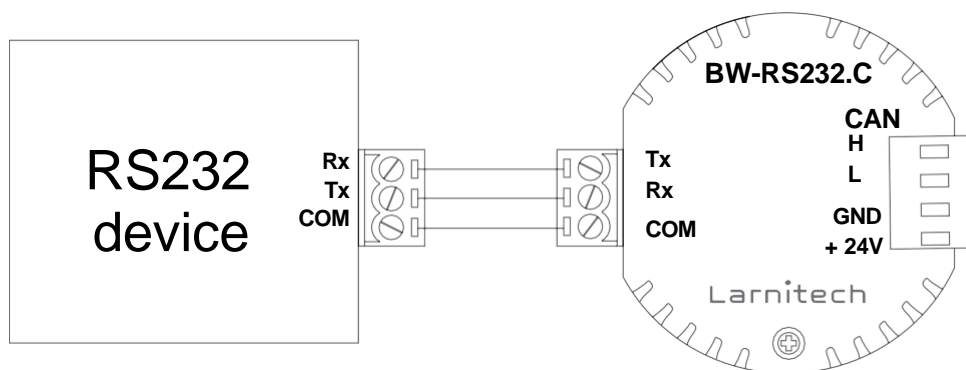 RS232
device
Rx
Tx
COM
BW-RS232.C
Tx
Rx
COM
CAN
H
L
GND
+ 24V
Larnitech